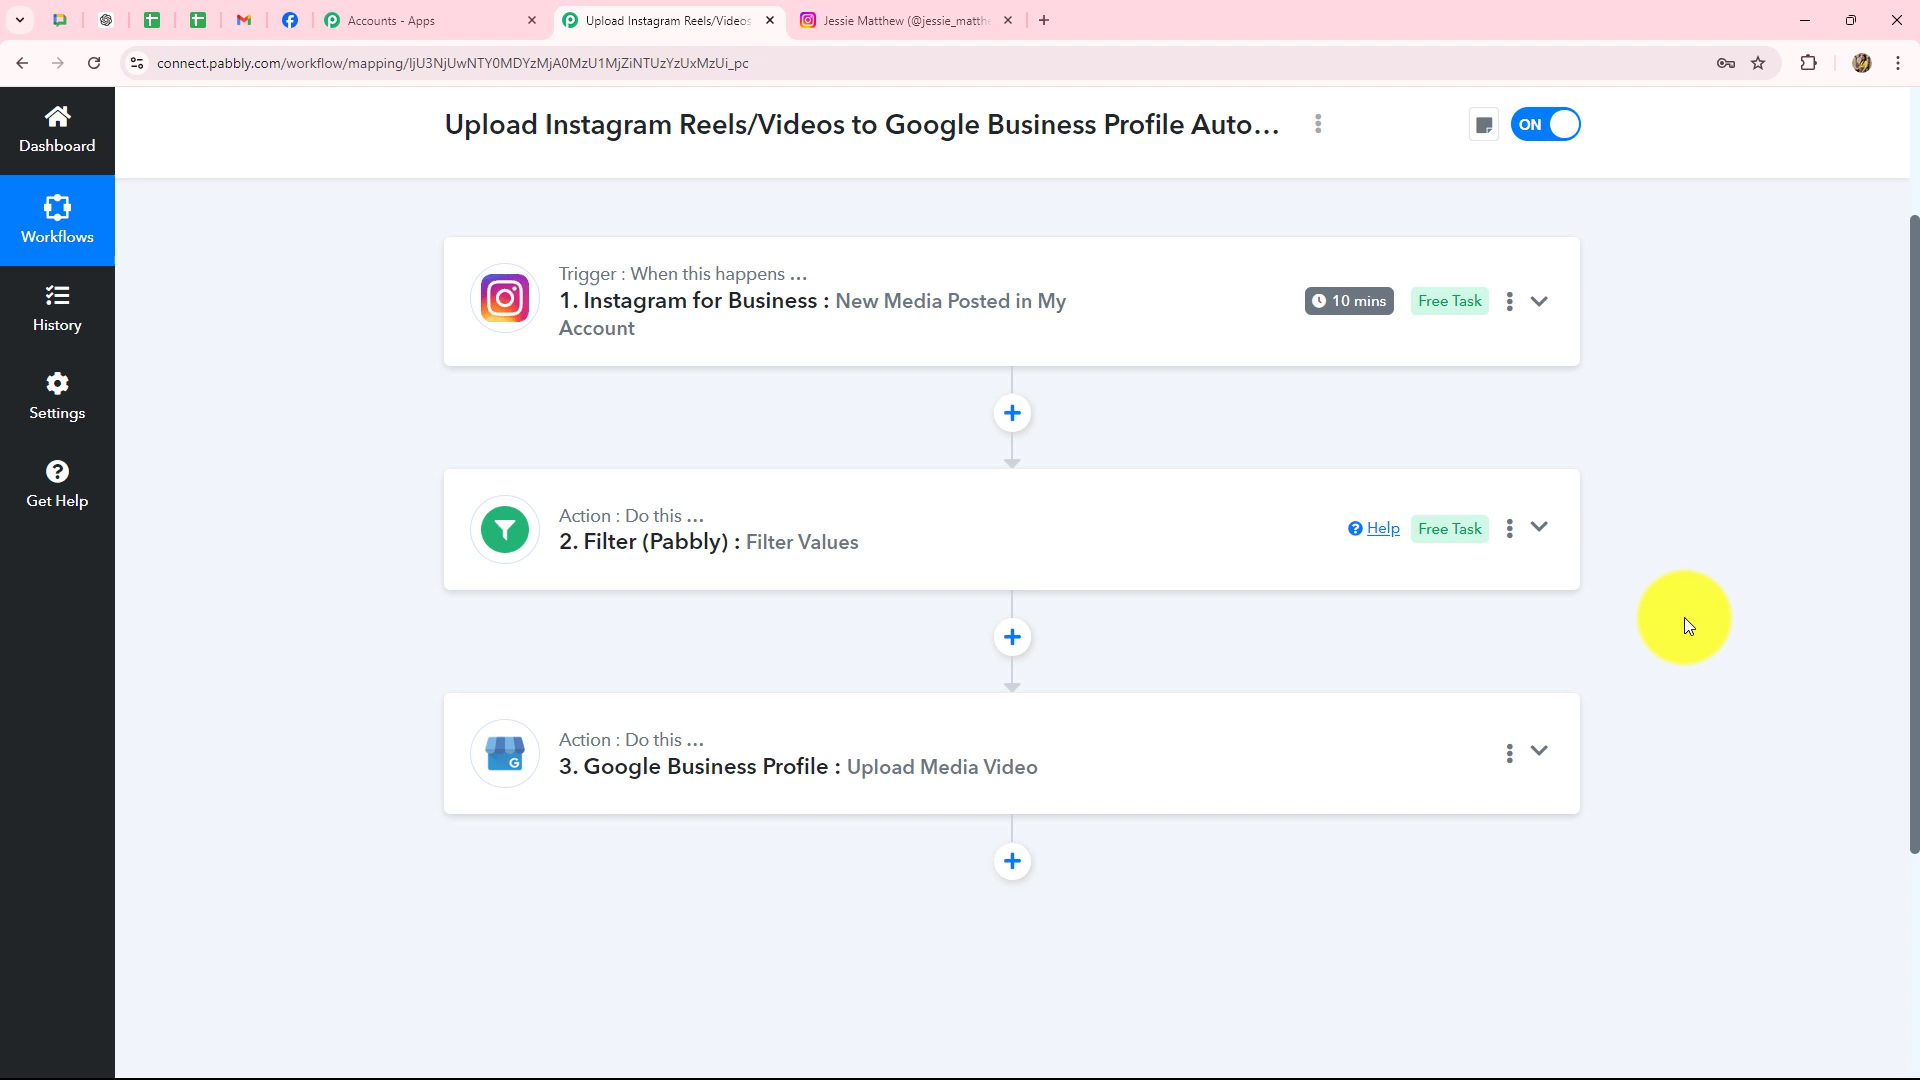 Accounts - Apps
Upload Instagram Reels/Videos
Jessie Matthew (@jessie_matth
connect.pabbly.com/workflow/mapping/IjU3NjUwNTY0MDYzMjA0MzU1MjZiNTUzYzUxMzUi_pc
Dashboard
Workflows
History
Settings
Get Help
Upload Instagram Reels/Videos to Google Business Profile Auto...
ON
Trigger : When this happens ...
1. Instagram for Business : New Media Posted in My
Account
10 mins
Free Task
Action : Do this ...
2. Filter (Pabbly) : Filter Values
Help
Free Task
Action : Do this ...
3. Google Business Profile : Upload Media Video